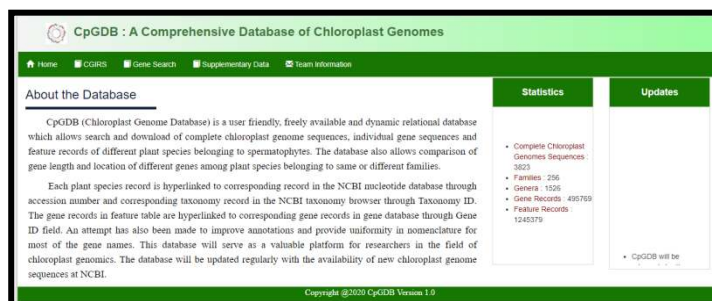 CpGDB : A Comprehensive Database of Chloroplast Genomes
Home CGIRS Gene Search Supplementary Data Team Information
About the Database
CpGDB (Chloroplast Genome Database) is a user friendly, freely available and dynamic relational database
which allows search and download of complete chloroplast genome sequences, individual gene sequences and
feature records of different plant species belonging to spermatophytes. The database also allows comparison of
gene length and location of different genes among plant species belonging to same or different families.
Each plant species record is hyperlinked to corresponding record in the NCBI nucleotide database through
accession number and corresponding taxonomy record in the NCBI taxonomy browser through Taxonomy ID.
The gene records in feature table are hyperlinked to corresponding gene records in gene database through Gene
ID field. An attempt has also been made to improve annotations and provide uniformity in nomenclature for
most of the gene names. This database will serve as a valuable platform for researchers in the field of
chloroplast genomics. The database will be updated regularly with the availability of new chloroplast genome
sequences at NCBI.
Statistics
Complete Chloroplast
Genomes Sequences :
3823
Families : 256
Genera : 1526
Gene Records : 495769
Feature Records :
1245379
Updates
CpGDB will be
Copyright @2020 CpGDB Version 1.0